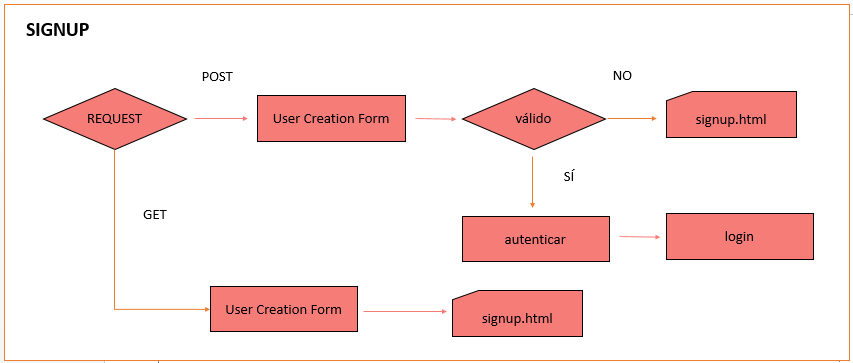 SIGNUP
POST
NO
REQUEST
User Creation Form
válido
signup.html
SÍ
GET
autenticar
login
User Creation Form
signup.html